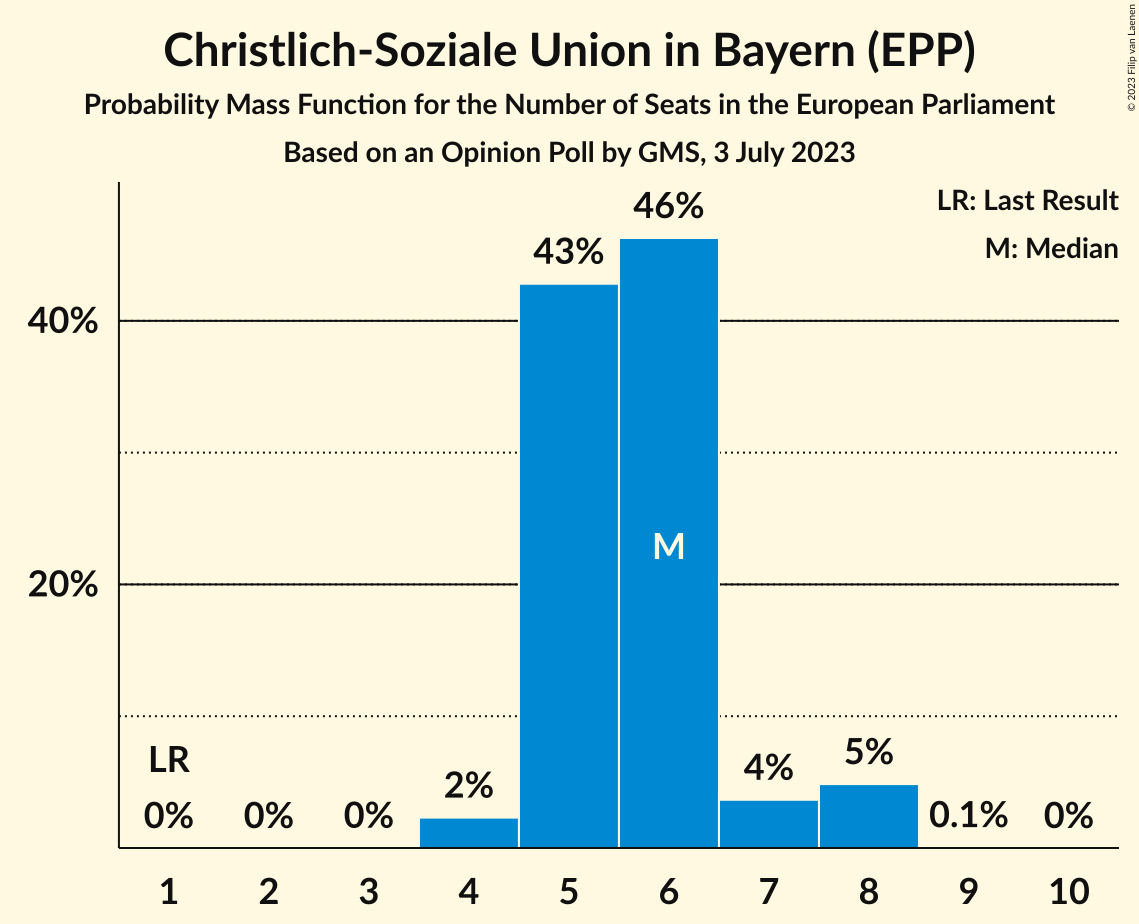 Christlich-Soziale Union in Bayern (EPP)
Probability Mass Function for the Number of Seats in the European Parliament
Based on an Opinion Poll by GMS, 3 July 2023
© 2023 Filip van Laenen
LR: Last Result
M: Median
46%
43%
40%
M
20%
LR
0%
0%
0%
2%
4%
5%
0.1%
0%
1 2 3 4 5 6 7 8 9 10